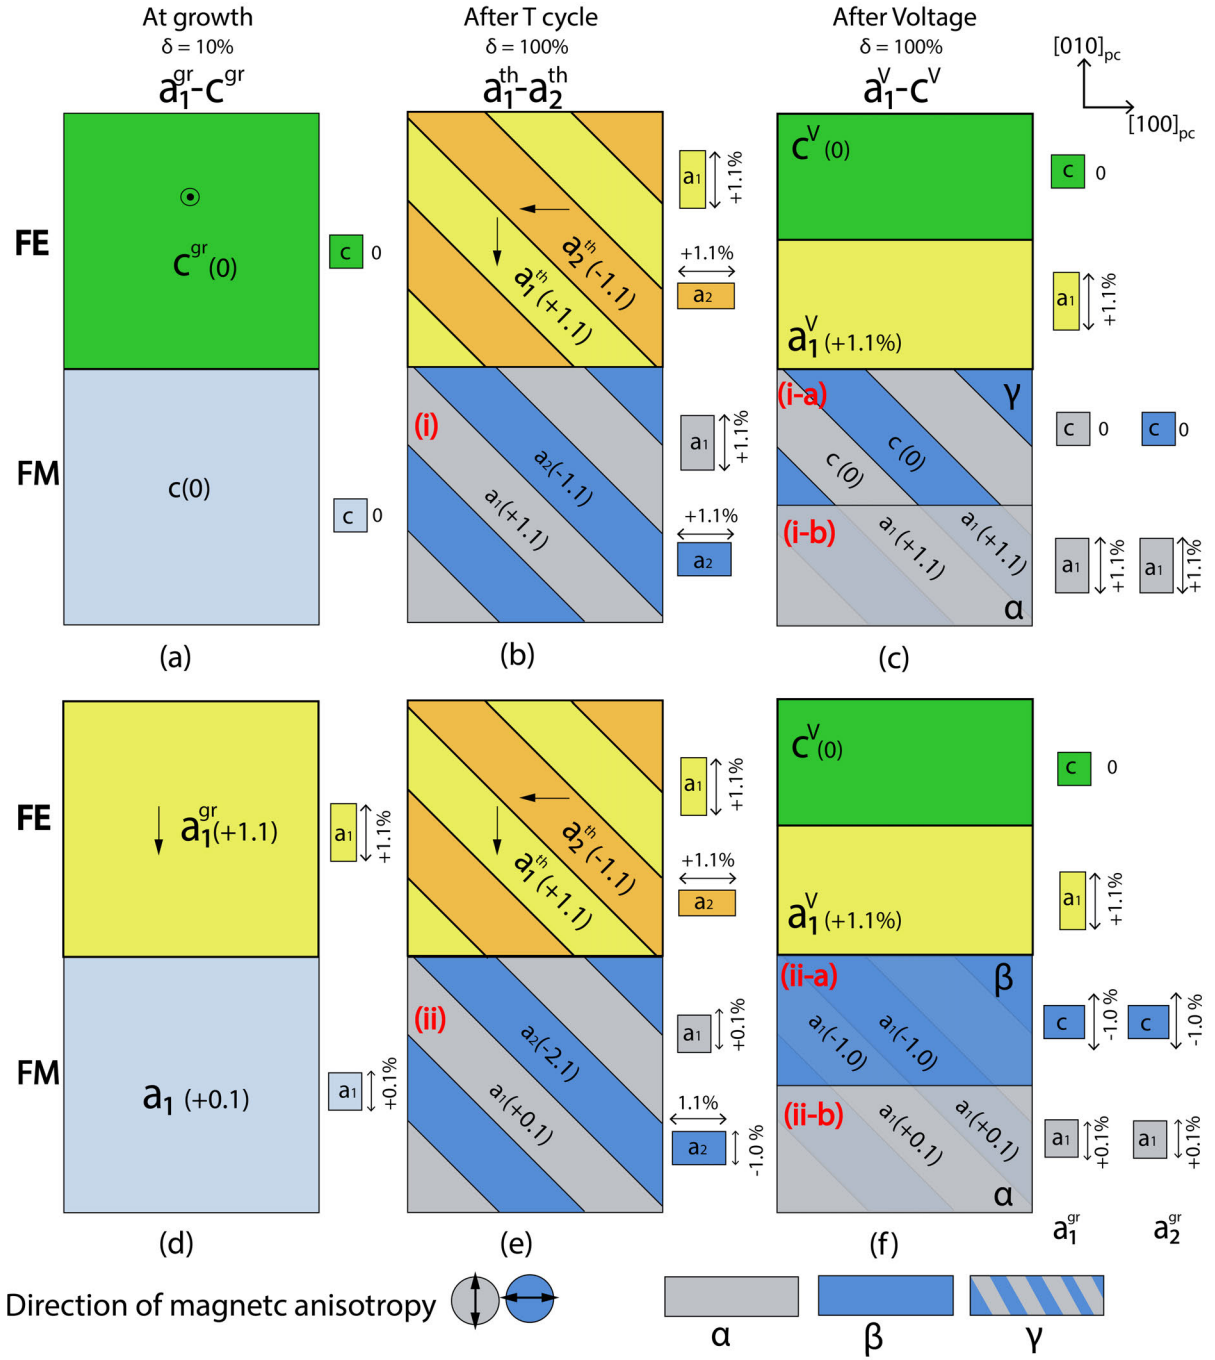 At growth
δ = 10%
a₁ᵍʳ-cᵍʳ
After T cycle
δ = 100%
a₁ᵗʰ-a₂ᵗʰ
After Voltage
δ = 100%
a₁ⱽ-cⱽ
[010]pc
[100]pc
FE
cᵍʳ(0)
c 0
a₂ᵗʰ(-1.1)
a₁ᵗʰ(+1.1)
a₁ +1.1%
+1.1%
a₂
cⱽ(0)
a₁ⱽ(+1.1%)
c 0
a₁ +1.1%
FM
c(0)
c 0
(i)
a₂(-1.1)
a₁(+1.1)
a₁ +1.1%
+1.1%
a₂
(i-a)
γ
c(0)
c(0)
(i-b)
a₁(+1.1)
a₁(+1.1)
α
c 0
c 0
a₁ +1.1%
a₁ +1.1%
(a)
(b)
(c)
FE
a₁ᵍʳ(+1.1)
a₁ +1.1%
a₂ᵗʰ(-1.1)
a₁ᵗʰ(+1.1)
a₁ +1.1%
+1.1%
a₂
cⱽ(0)
a₁ⱽ(+1.1%)
c 0
a₁ +1.1%
FM
a₁ (+0.1)
a₁ +0.1%
(ii)
a₂(-2.1)
a₁(+0.1)
a₁ +0.1%
1.1%
a₂ -1.0 %
(ii-a)
β
a₁(-1.0)
a₁(-1.0)
(ii-b)
a₁(+0.1)
a₁(+0.1)
α
c -1.0 %
c -1.0 %
a₁ +0.1%
a₁ +0.1%
a₁ᵍʳ
a₂ᵍʳ
(d)
(e)
(f)
Direction of magnetc anisotropy
α
β
γ